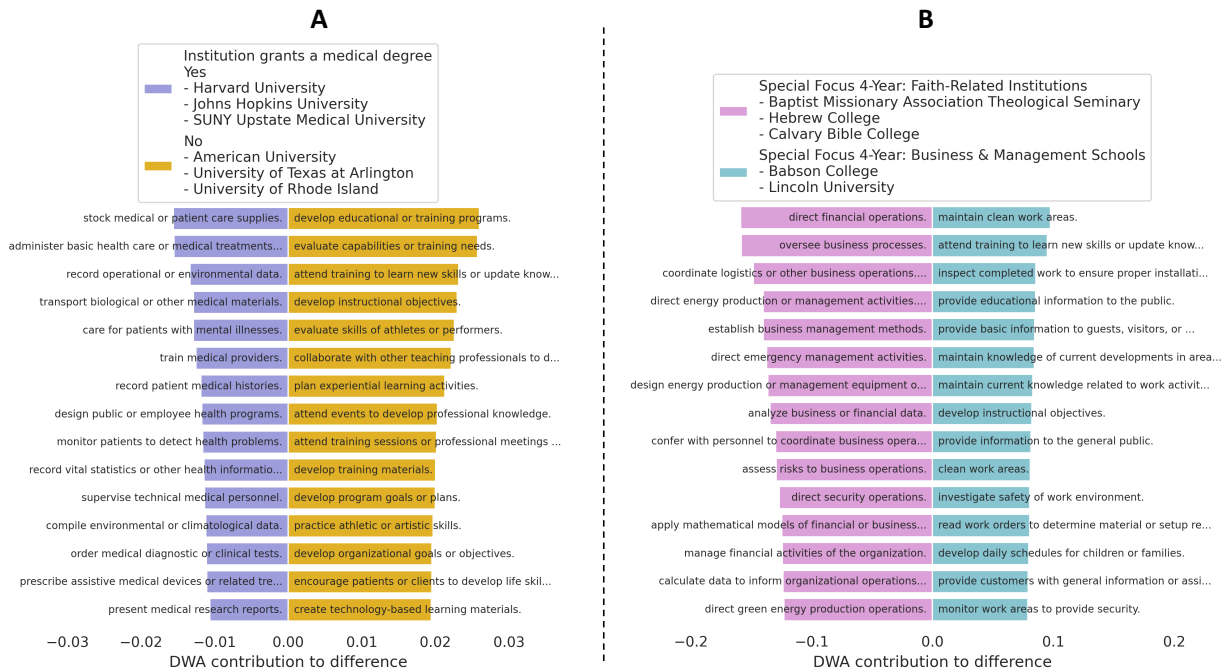 A
Institution grants a medical degree
Yes
- Harvard University
- Johns Hopkins University
- SUNY Upstate Medical University
No
- American University
- University of Texas at Arlington
- University of Rhode Island
stock medical or patient care supplies. develop educational or training programs.
administer basic health care or medical treatments... evaluate capabilities or training needs.
record operational or environmental data. attend training to learn new skills or update know...
transport biological or other medical materials. develop instructional objectives.
care for patients with mental illnesses. evaluate skills of athletes or performers.
train medical providers. collaborate with other teaching professionals to d...
record patient medical histories. plan experiential learning activities.
design public or employee health programs. attend events to develop professional knowledge.
monitor patients to detect health problems. attend training sessions or professional meetings ...
record vital statistics or other health informatio... develop training materials.
supervise technical medical personnel. develop program goals or plans.
compile environmental or climatological data. practice athletic or artistic skills.
order medical diagnostic or clinical tests. develop organizational goals or objectives.
prescribe assistive medical devices or related tre... encourage patients or clients to develop life skil...
present medical research reports. create technology-based learning materials.
−0.03 −0.02 −0.01 0.00 0.01 0.02 0.03
DWA contribution to difference
B
Special Focus 4-Year: Faith-Related Institutions
- Baptist Missionary Association Theological Seminary
- Hebrew College
- Calvary Bible College
Special Focus 4-Year: Business & Management Schools
- Babson College
- Lincoln University
direct financial operations. maintain clean work areas.
oversee business processes. attend training to learn new skills or update know...
coordinate logistics or other business operations.... inspect completed work to ensure proper installati...
direct energy production or management activities.... provide educational information to the public.
establish business management methods. provide basic information to guests, visitors, or ...
direct emergency management activities. maintain knowledge of current developments in area...
design energy production or management equipment o... maintain current knowledge related to work activit...
analyze business or financial data. develop instructional objectives.
confer with personnel to coordinate business opera... provide information to the general public.
assess risks to business operations. clean work areas.
direct security operations. investigate safety of work environment.
apply mathematical models of financial or business... read work orders to determine material or setup re...
manage financial activities of the organization. develop daily schedules for children or families.
calculate data to inform organizational operations... provide customers with general information or assi...
direct green energy production operations. monitor work areas to provide security.
−0.2 −0.1 0.0 0.1 0.2
DWA contribution to difference